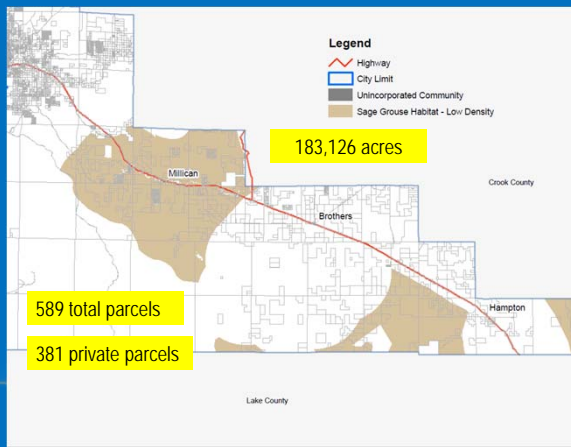 Legend
Highway
City Limit
Unincorporated Community
Sage Grouse Habitat - Low Density
183,126 acres
Millican
Crook County
Brothers
589 total parcels
Hampton
381 private parcels
Lake County